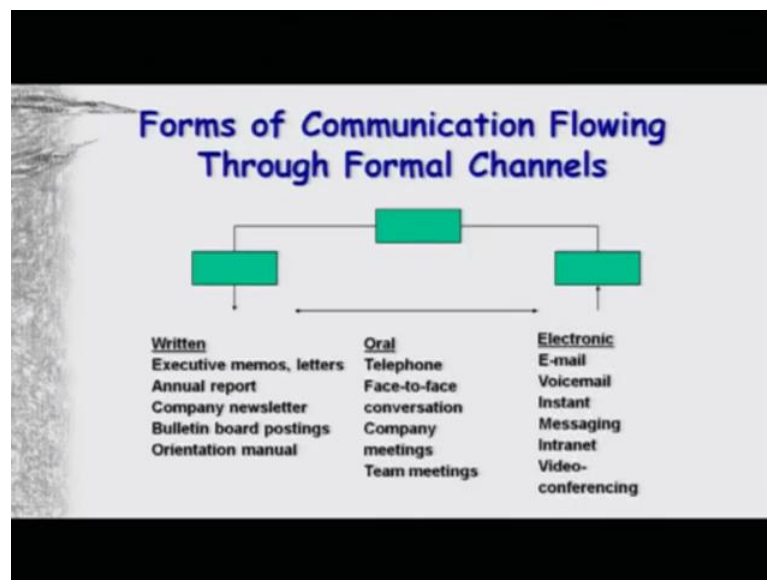 Forms of Communication Flowing
Through Formal Channels
Written
Executive memos, letters
Annual report
Company newsletter
Bulletin board postings
Orientation manual
Oral
Telephone
Face-to-face
conversation
Company
meetings
Team meetings
Electronic
E-mail
Voicemail
Instant
Messaging
Intranet
Video-
conferencing